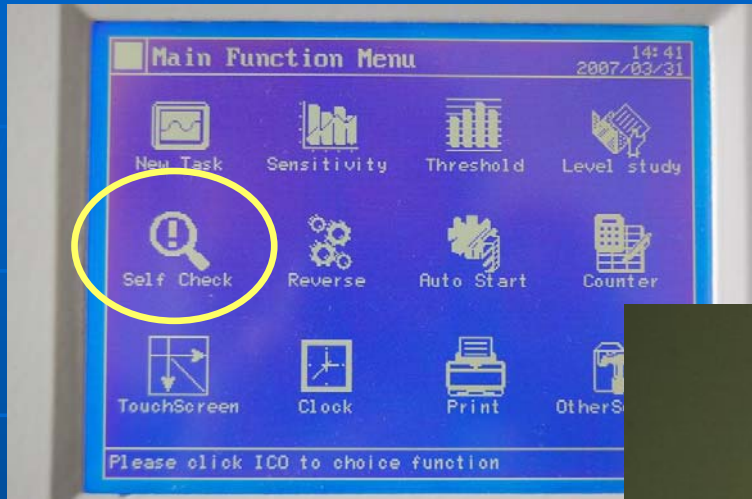 Main Function Menu
14:41
2007/03/31
New Task
Sensitivity
Threshold
Level study
Self Check
Reverse
Auto Start
Counter
TouchScreen
Clock
Print
Please click ICO to choice function